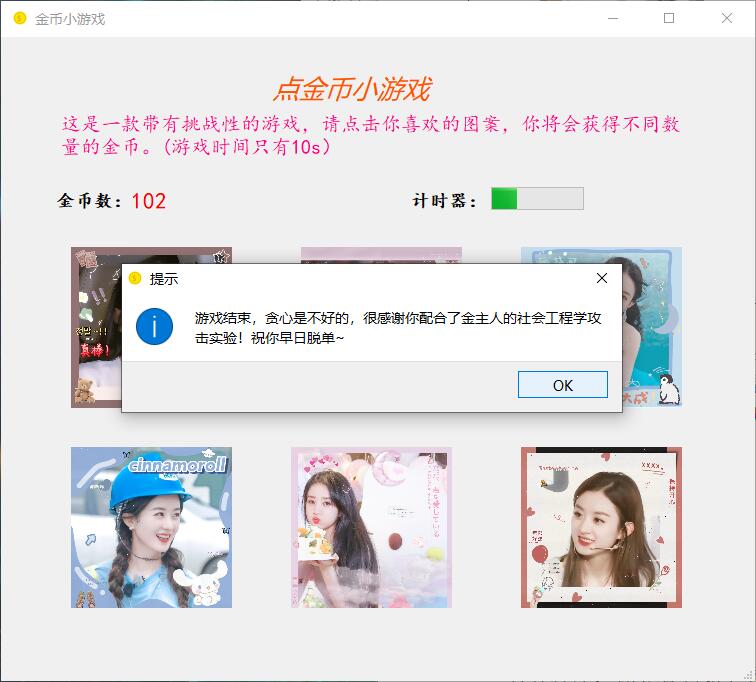 金币小游戏
点金币小游戏
这是一款带有挑战性的游戏，请点击你喜欢的图案，你将会获得不同数
量的金币。(游戏时间只有10s)
金币数：102
计时器：
提示
游戏结束，贪心是不好的，很感谢你配合了金主人的社会工程学攻
击实验！祝你早日脱单~
OK
真棒!
cinnamoroll